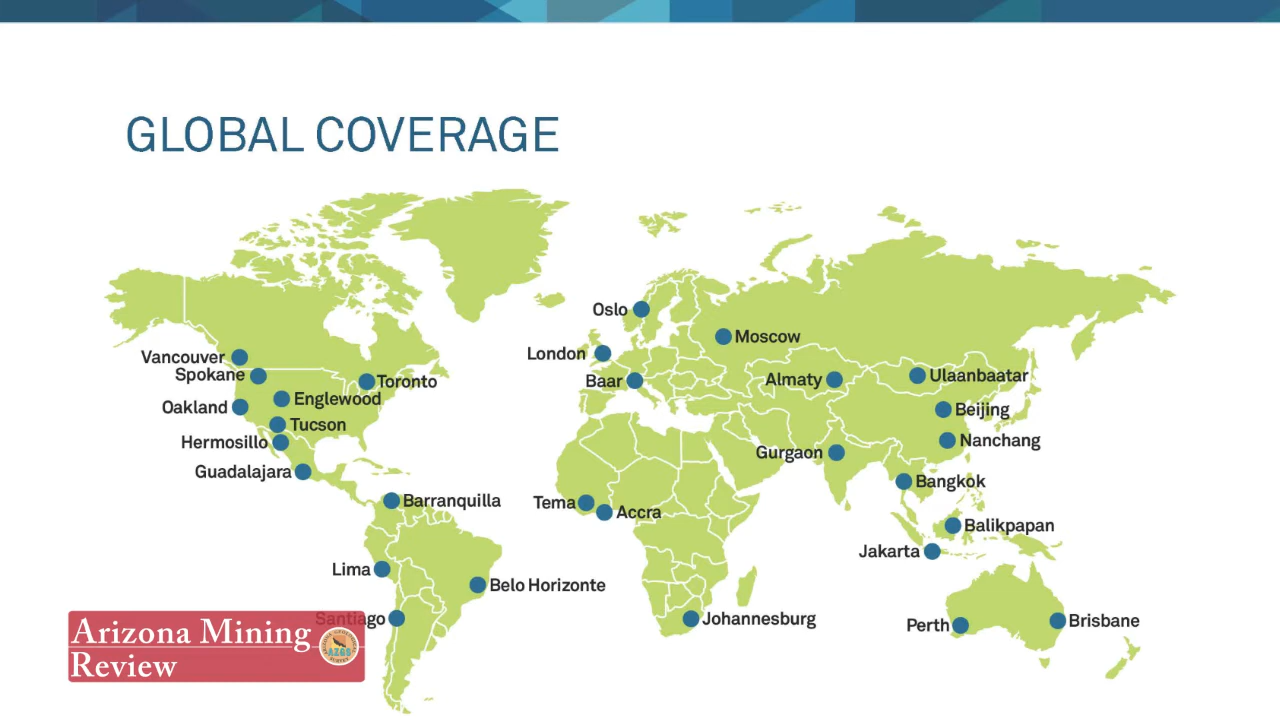 GLOBAL COVERAGE
Oslo
Moscow
Vancouver
London
Spokane
Toronto
Baar
Almaty
Ulaanbaatar
Englewood
Oakland
Beijing
Tucson
Hermosillo
Nanchang
Gurgaon
Guadalajara
Bangkok
Barranquilla
Tema
Accra
Balikpapan
Jakarta
Lima
Belo Horizonte
Santiago
Johannesburg
Perth
Brisbane
Arizona Mining
Review
AZGS